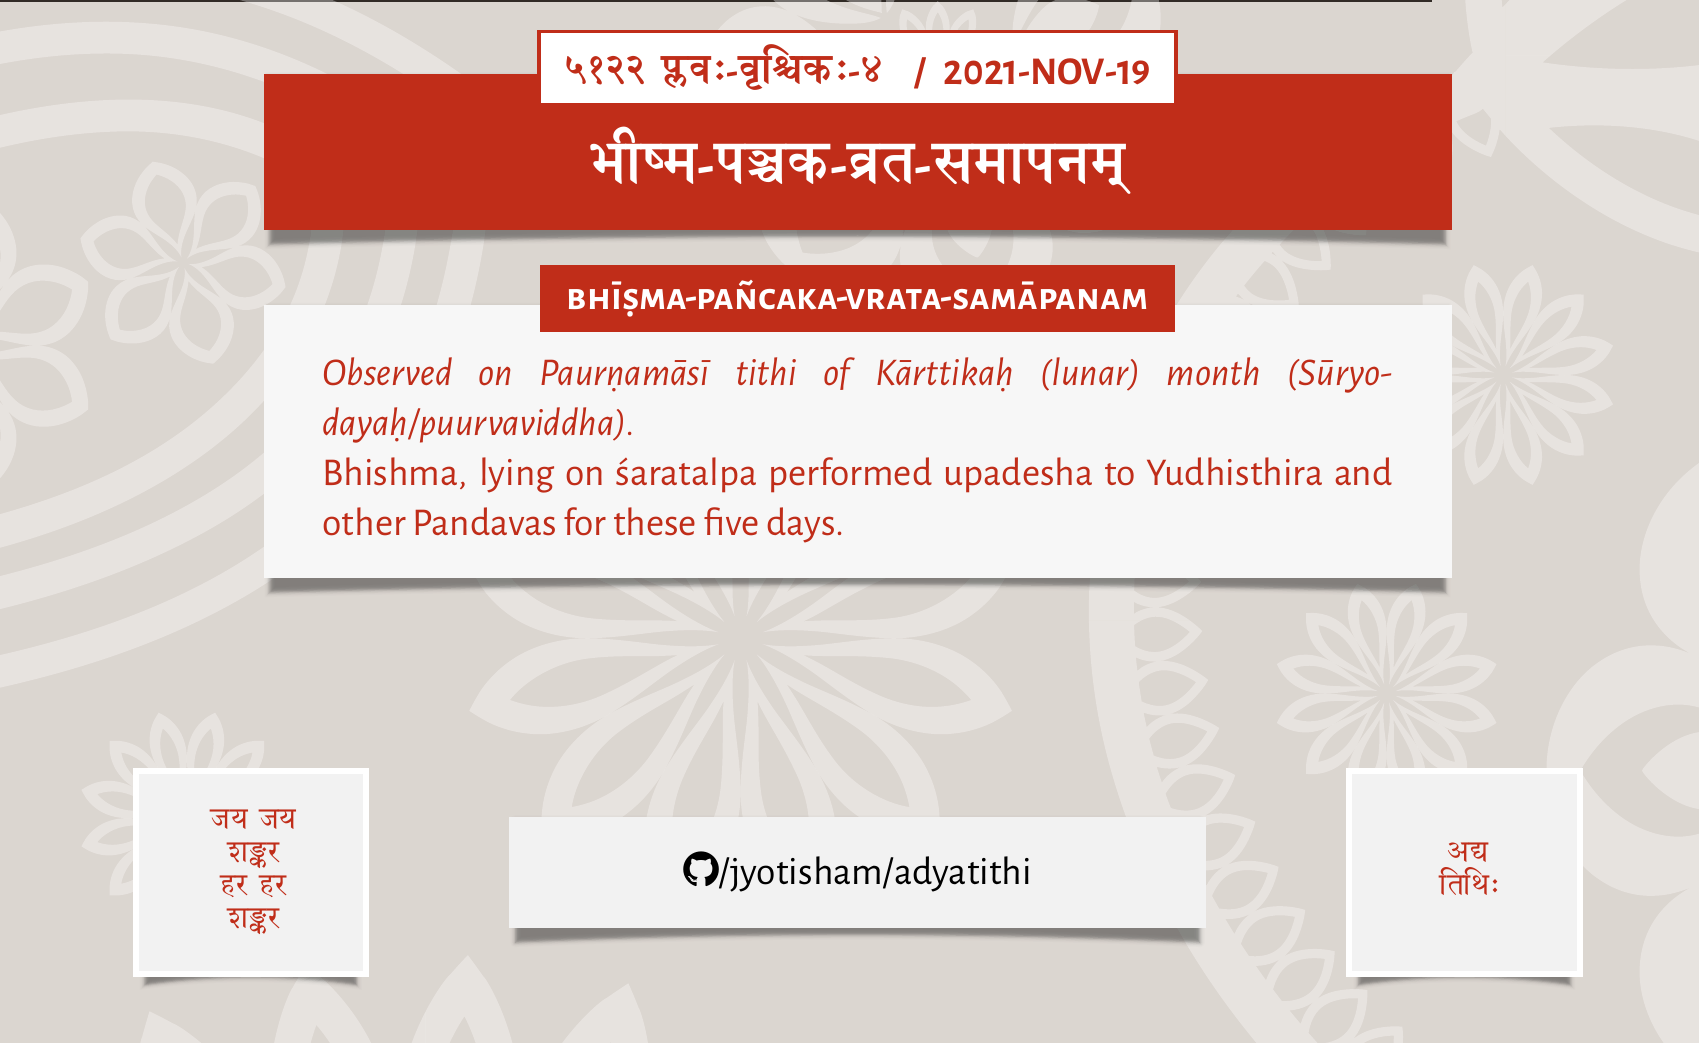 ५१२२ प्लवः-वृश्चिकः-४ / 2021-NOV-19
भीष्म-पञ्चक-व्रत-समापनम्
BHĪṢMA-PAÑCAKA-VRATA-SAMĀPANAM
Observed on Paurṇamāsī tithi of Kārttikaḥ (lunar) month (Sūryo-
dayaḥ/puurvaviddha).
Bhishma, lying on śaratalpa performed upadesha to Yudhisthira and
other Pandavas for these five days.
जय जय
शङ्कर
हर हर
शङ्कर
/jyotisham/adyatithi
अद्य
तिथिः